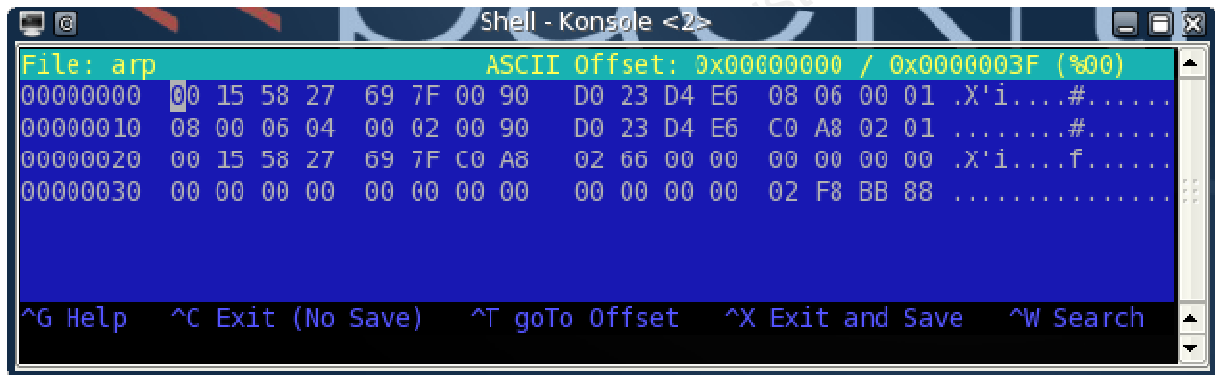 Shell - Konsole <2>
File: arp ASCII Offset: 0x00000000 / 0x0000003F (%00)
00000000 00 15 58 27 69 7F 00 90 D0 23 D4 E6 08 06 00 01 .X'i....#......
00000010 08 00 06 04 00 02 00 90 D0 23 D4 E6 C0 A8 02 01 .........#......
00000020 00 15 58 27 69 7F C0 A8 02 66 00 00 00 00 00 00 .X'i....f......
00000030 00 00 00 00 00 00 00 00 00 00 00 00 02 F8 BB 88 ...............
^G Help ^C Exit (No Save) ^T goTo Offset ^X Exit and Save ^W Search